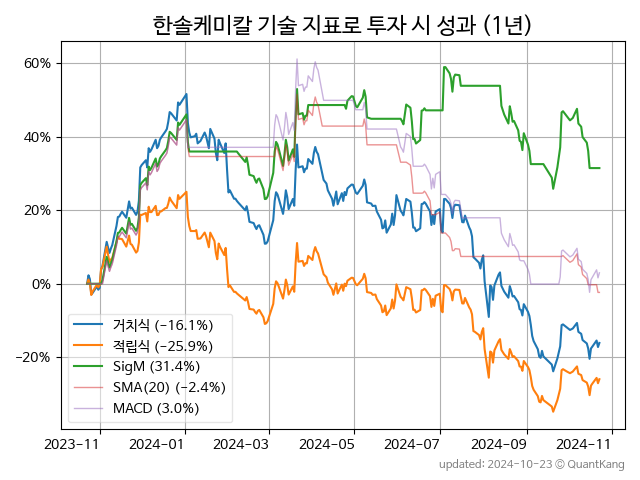 한솔케미칼 기술 지표로 투자 시 성과 (1년)
60%
40%
20%
0%
−20%
거치식 (−16.1%)
적립식 (−25.9%)
SigM (31.4%)
SMA(20) (−2.4%)
MACD (3.0%)
2023-11
2024-01
2024-03
2024-05
2024-07
2024-09
2024-11
updated: 2024-10-23 © QuantKang